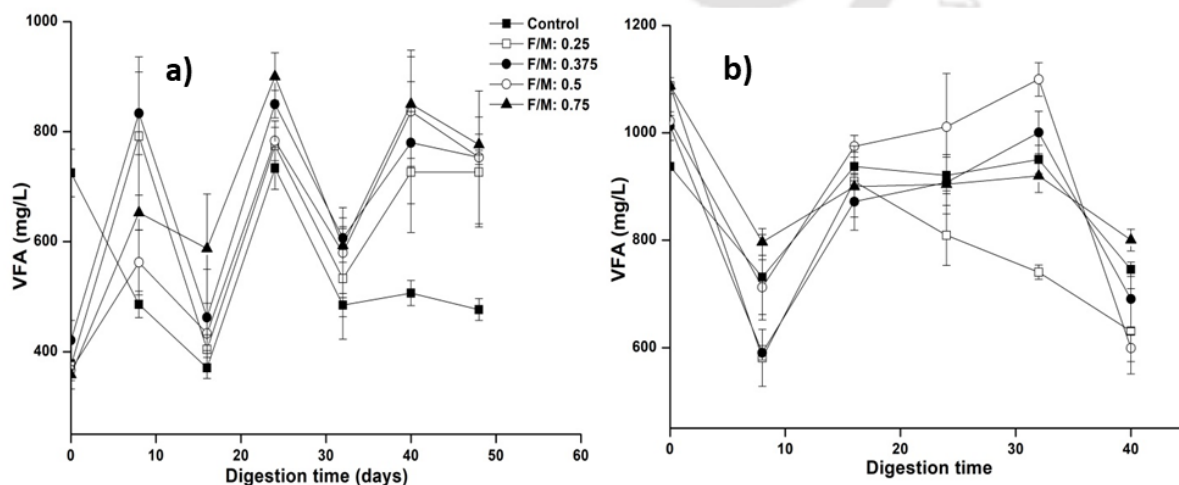 1000
800
600
400
VFA (mg/L)
a)
Control
F/M: 0.25
F/M: 0.375
F/M: 0.5
F/M: 0.75
0 10 20 30 40 50 60
Digestion time (days)
1200
1000
800
600
VFA (mg/L)
b)
0 10 20 30 40
Digestion time